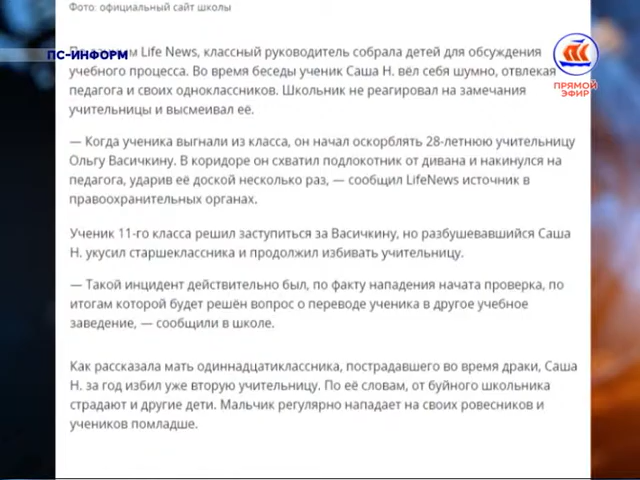 Фото: официальный сайт школы
Life News, классный руководитель собрала детей для обсуждения
ПС-ИНФОРМ
учебного процесса. Во время беседы ученик Саша Н. вёл себя шумно, отвлекая
ПРЯМОЙ
ЭФИР
педагога и своих одноклассников. Школьник не реагировал на замечания
учительницы и высмеивал её.
— Когда ученика выгнали из класса, он начал оскорблять 28-летнюю учительницу
Ольгу Васичкину. В коридоре он схватил подлокотник от дивана и накинулся на
педагога, ударив её доской несколько раз, — сообщил LifeNews источник в
правоохранительных органах.
Ученик 11-го класса решил заступиться за Васичкину, но разбушевавшийся Саша
Н. укусил старшеклассника и продолжил избивать учительницу.
— Такой инцидент действительно был, по факту нападения начата проверка, по
итогам которой будет решён вопрос о переводе ученика в другое учебное
заведение, — сообщили в школе.
Как рассказала мать одиннадцатиклассника, пострадавшего во время драки, Саша
Н. за год избил уже вторую учительницу. По её словам, от буйного школьника
страдают и другие дети. Мальчик регулярно нападает на своих ровесников и
учеников помладше.